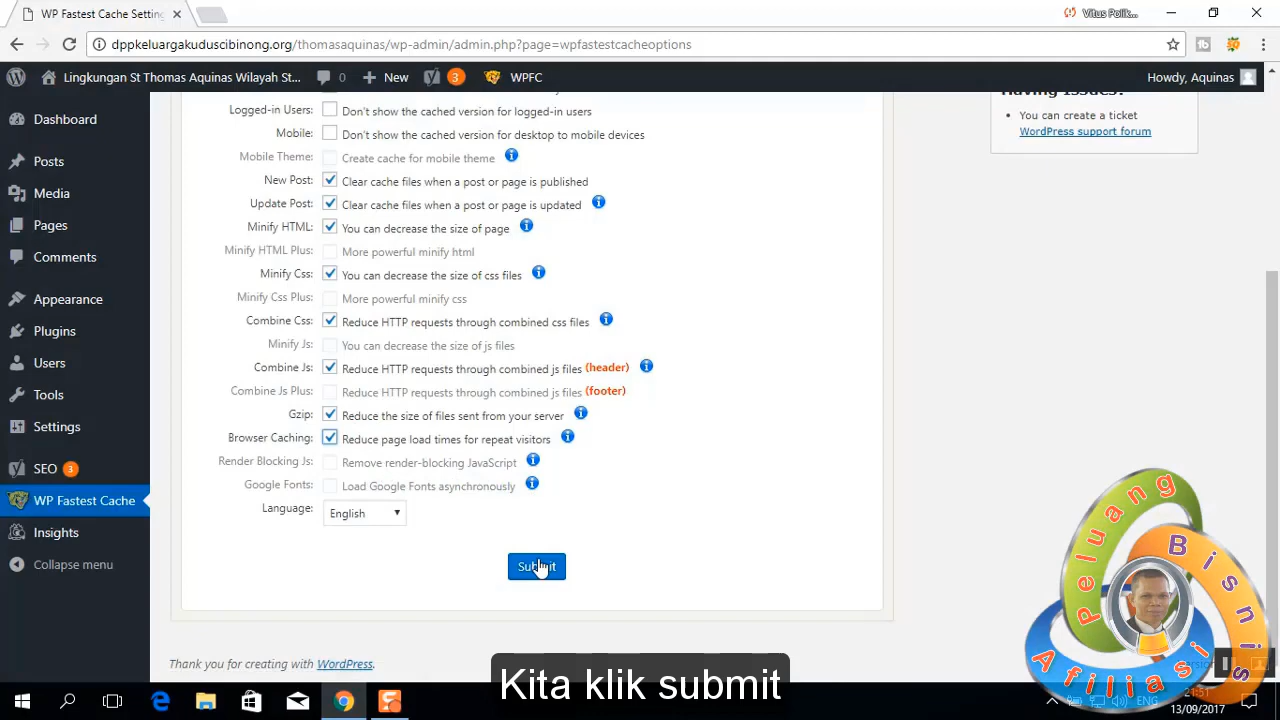 WP Fastest Cache Setting
Vitus Polik...
dppkeluargakuduscibinong.org/thomasaquinas/wp-admin/admin.php?page=wpfastestcacheoptions
Lingkungan St Thomas Aquinas Wilayah St...
0
New
3
WPFC
Howdy, Aquinas
Dashboard
Posts
Media
Pages
Comments
Appearance
Plugins
Users
Tools
Settings
SEO 3
WP Fastest Cache
Insights
Collapse menu
Logged-in Users: Don't show the cached version for logged-in users
Mobile: Don't show the cached version for desktop to mobile devices
Mobile Theme: Create cache for mobile theme
New Post: Clear cache files when a post or page is published
Update Post: Clear cache files when a post or page is updated
Minify HTML: You can decrease the size of page
Minify HTML Plus: More powerful minify html
Minify Css: You can decrease the size of css files
Minify Css Plus: More powerful minify css
Combine Css: Reduce HTTP requests through combined css files
Minify Js: You can decrease the size of js files
Combine Js: Reduce HTTP requests through combined js files (header)
Combine Js Plus: Reduce HTTP requests through combined js files (footer)
Gzip: Reduce the size of files sent from your server
Browser Caching: Reduce page load times for repeat visitors
Render Blocking Js: Remove render-blocking JavaScript
Google Fonts: Load Google Fonts asynchronously
Language: English
Submit
Having Issues?
You can create a ticket
WordPress support forum
Thank you for creating with WordPress.
Peluang
Bisnis
Afiliasi
Kita klik submit
ENG
21:51
13/09/2017